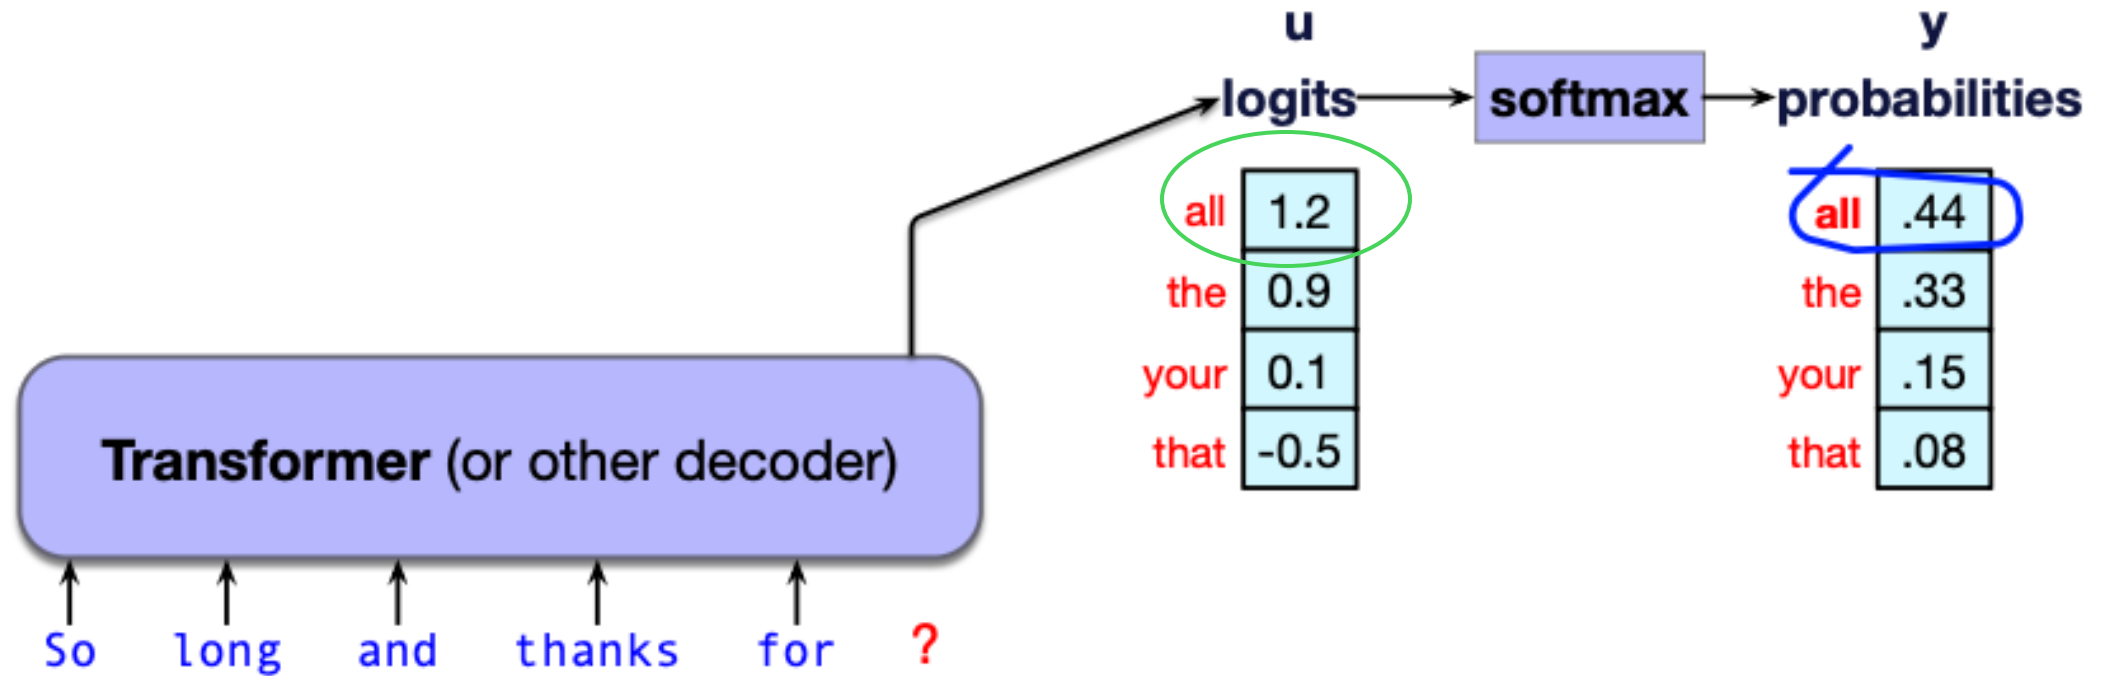 u
y
logits
softmax
probabilities
all 1.2
the 0.9
your 0.1
that -0.5
all .44
the .33
your .15
that .08
Transformer (or other decoder)
So long and thanks for ?